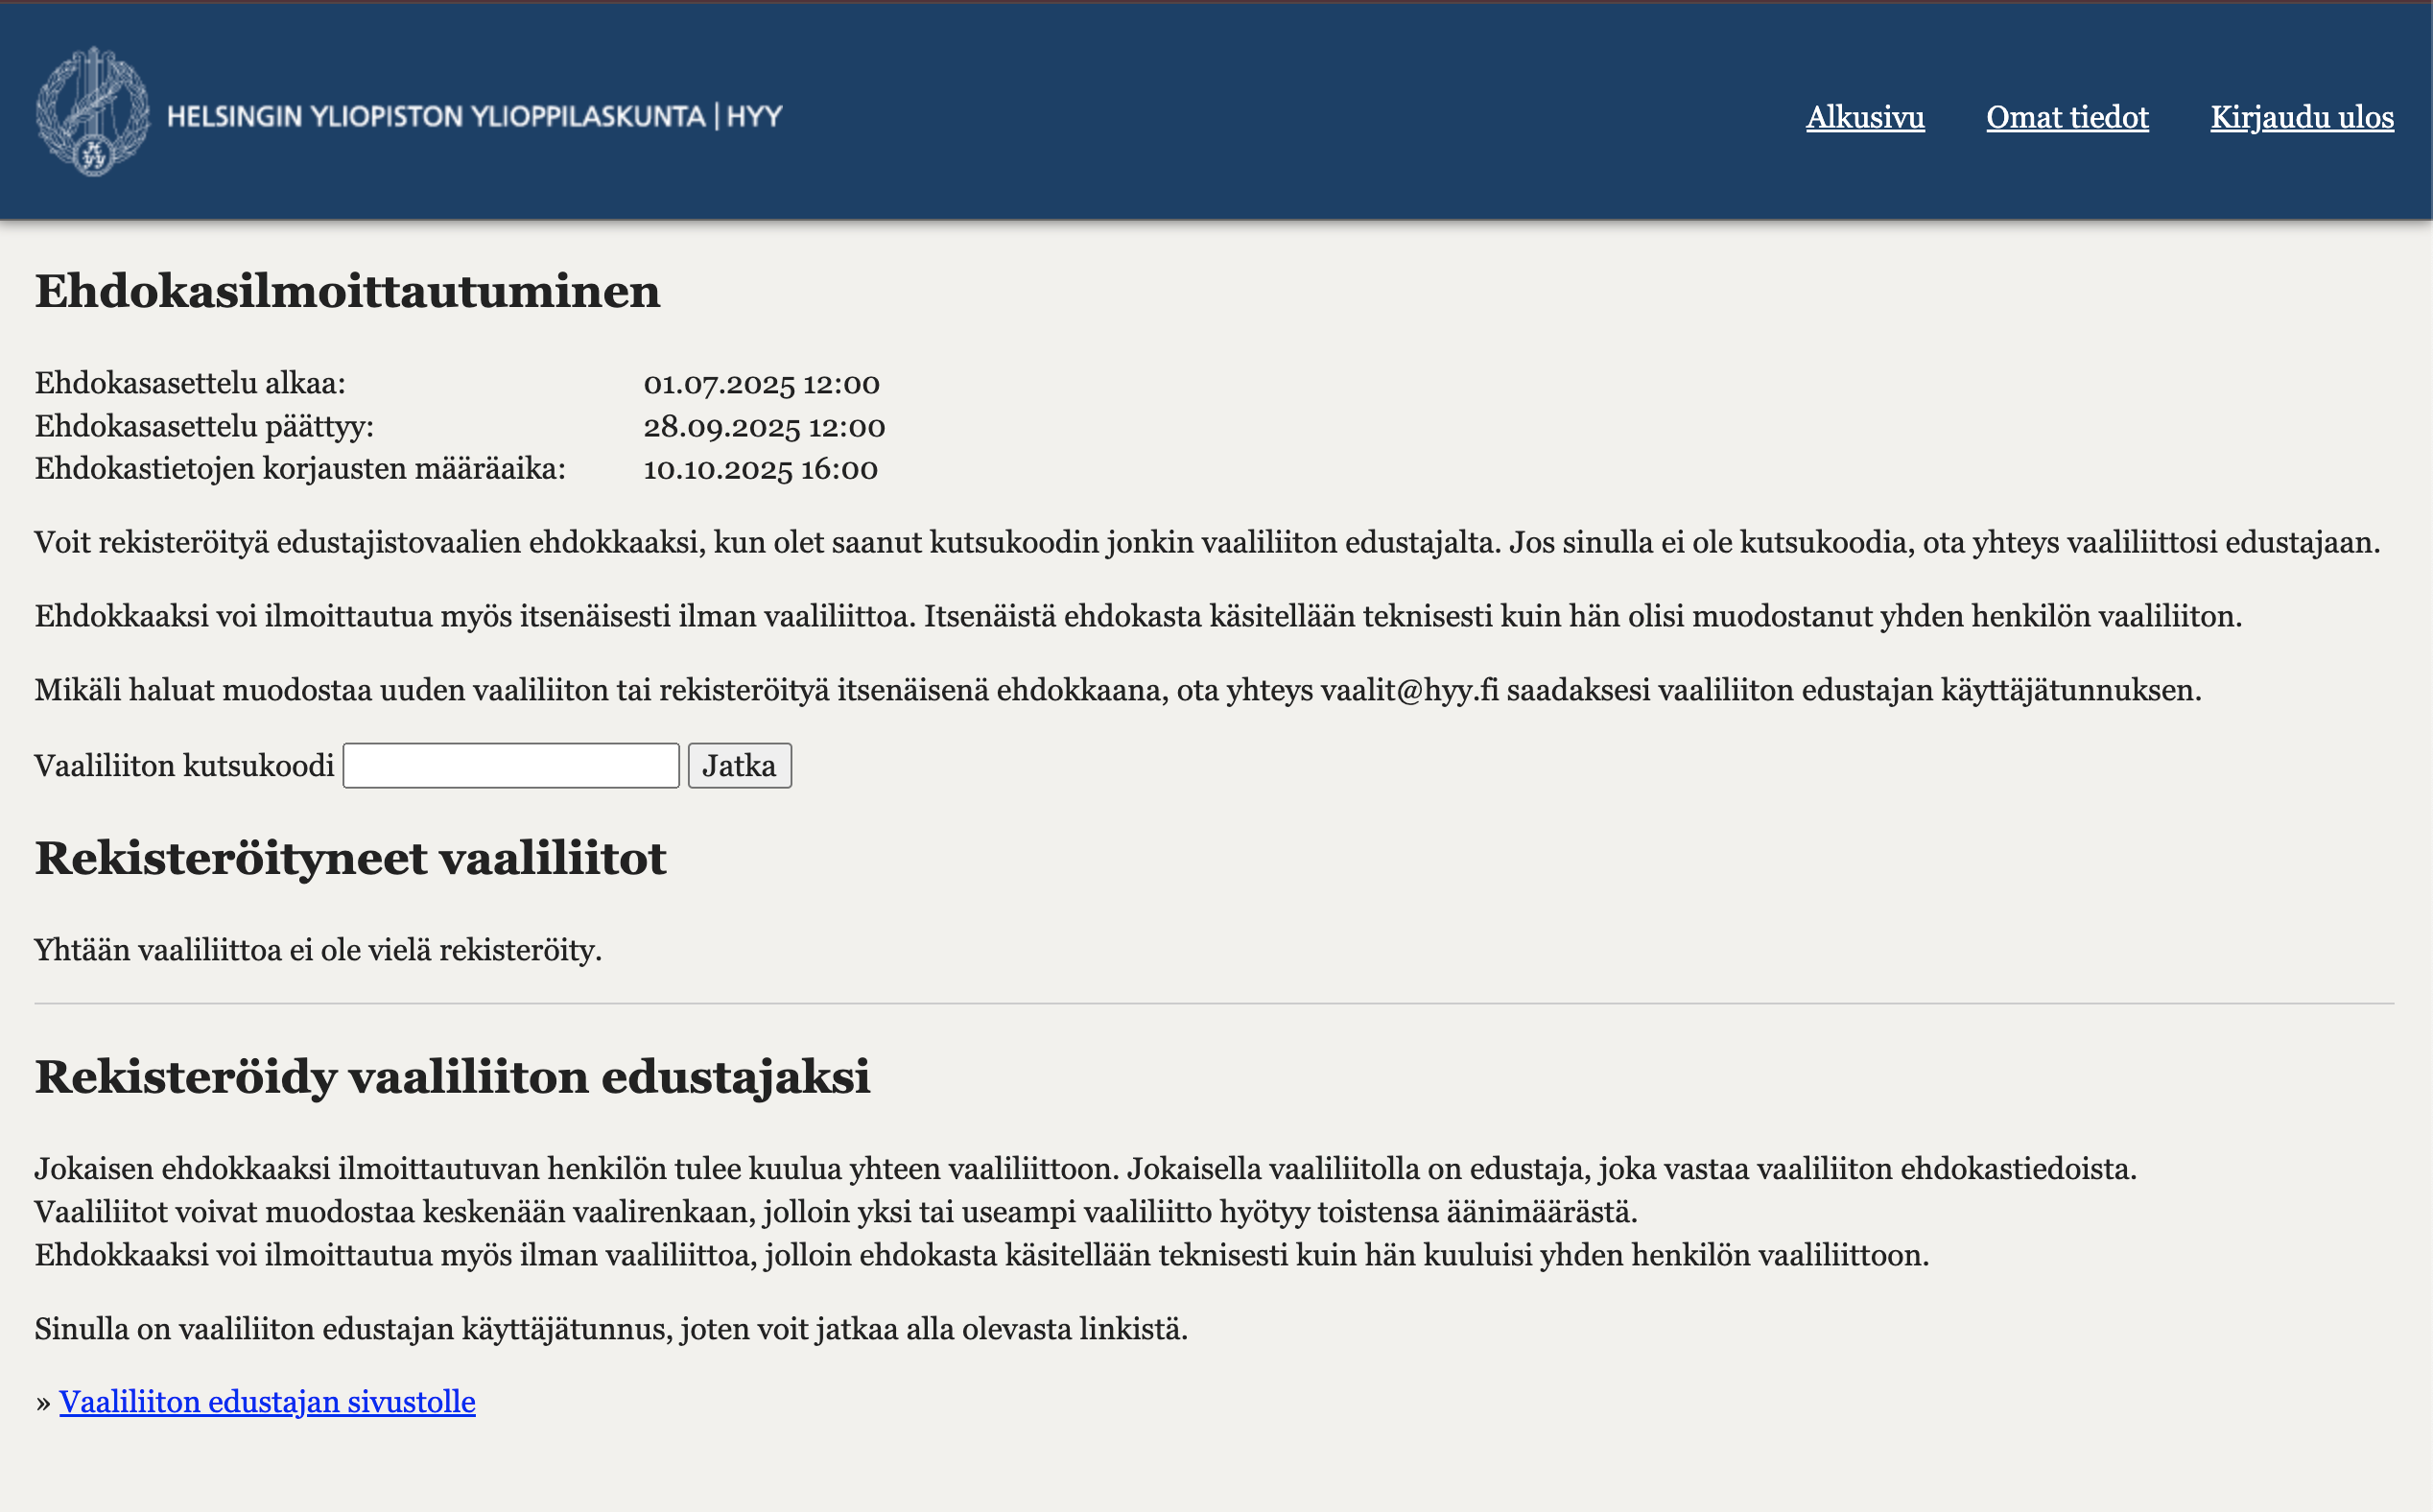 HELSINGIN YLIOPISTON YLIOPPILASKUNTA | HYY
Alkusivu Omat tiedot Kirjaudu ulos
Ehdokasilmoittautuminen
Ehdokasasettelu alkaa: 01.07.2025 12:00
Ehdokasasettelu päättyy: 28.09.2025 12:00
Ehdokastietojen korjausten määräaika: 10.10.2025 16:00
Voit rekisteröityä edustajistovaalien ehdokkaaksi, kun olet saanut kutsukoodin jonkin vaaliliiton edustajalta. Jos sinulla ei ole kutsukoodia, ota yhteys vaaliliittosi edustajaan.
Ehdokkaaksi voi ilmoittautua myös itsenäisesti ilman vaaliliittoa. Itsenäistä ehdokasta käsitellään teknisesti kuin hän olisi muodostanut yhden henkilön vaaliliiton.
Mikäli haluat muodostaa uuden vaaliliiton tai rekisteröityä itsenäisenä ehdokkaana, ota yhteys vaalit@hyy.fi saadaksesi vaaliliiton edustajan käyttäjätunnuksen.
Vaaliliiton kutsukoodi Jatka
Rekisteröityneet vaaliliitot
Yhtään vaaliliittoa ei ole vielä rekisteröity.
Rekisteröidy vaaliliiton edustajaksi
Jokaisen ehdokkaaksi ilmoittautuvan henkilön tulee kuulua yhteen vaaliliittoon. Jokaisella vaaliliitolla on edustaja, joka vastaa vaaliliiton ehdokastiedoista.
Vaaliliitot voivat muodostaa keskenään vaalirenkaan, jolloin yksi tai useampi vaaliliitto hyötyy toistensa äänimäärästä.
Ehdokkaaksi voi ilmoittautua myös ilman vaaliliittoa, jolloin ehdokasta käsitellään teknisesti kuin hän kuuluisi yhden henkilön vaaliliittoon.
Sinulla on vaaliliiton edustajan käyttäjätunnus, joten voit jatkaa alla olevasta linkistä.
» Vaaliliiton edustajan sivustolle